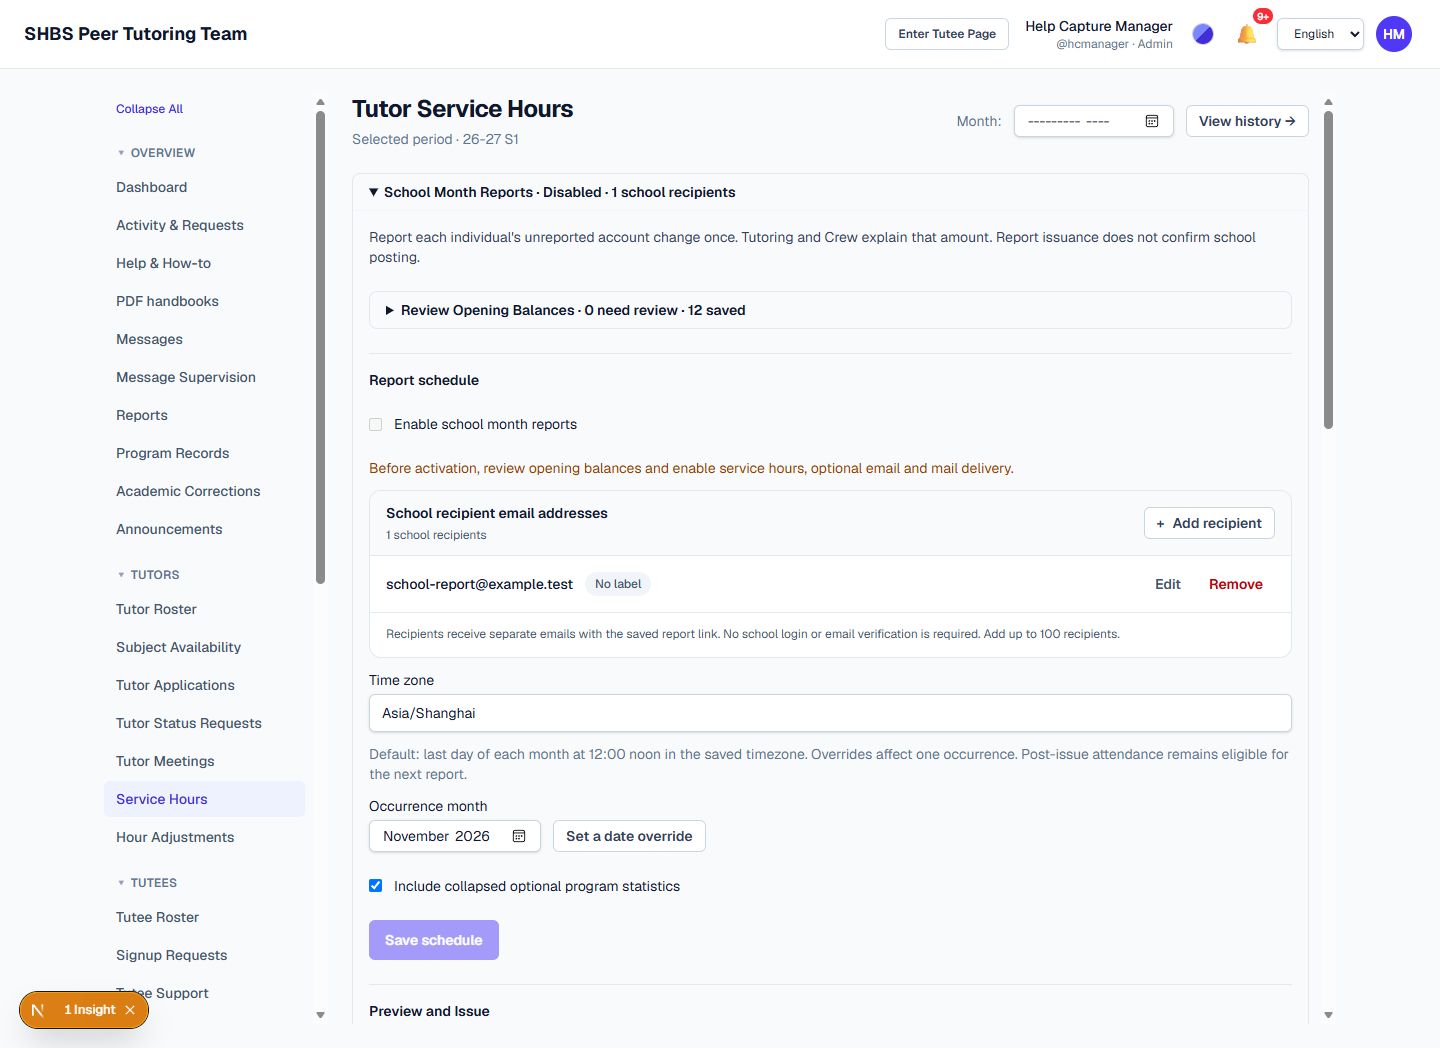 SHBS Peer Tutoring Team
Enter Tutee Page
Help Capture Manager
@hcmanager · Admin
9+
English
HM
Collapse All
OVERVIEW
Dashboard
Activity & Requests
Help & How-to
PDF handbooks
Messages
Message Supervision
Reports
Program Records
Academic Corrections
Announcements
TUTORS
Tutor Roster
Subject Availability
Tutor Applications
Tutor Status Requests
Tutor Meetings
Service Hours
Hour Adjustments
TUTEES
Tutee Roster
Signup Requests
Tutee Support
N 1 Insight ×
Tutor Service Hours
Selected period · 26-27 S1
Month: --------- ----
View history →
School Month Reports · Disabled · 1 school recipients
Report each individual's unreported account change once. Tutoring and Crew explain that amount. Report issuance does not confirm school
posting.
Review Opening Balances · 0 need review · 12 saved
Report schedule
Enable school month reports
Before activation, review opening balances and enable service hours, optional email and mail delivery.
School recipient email addresses
1 school recipients
+ Add recipient
school-report@example.test No label Edit Remove
Recipients receive separate emails with the saved report link. No school login or email verification is required. Add up to 100 recipients.
Time zone
Asia/Shanghai
Default: last day of each month at 12:00 noon in the saved timezone. Overrides affect one occurrence. Post-issue attendance remains eligible for
the next report.
Occurrence month
November 2026
Set a date override
Include collapsed optional program statistics
Save schedule
Preview and Issue